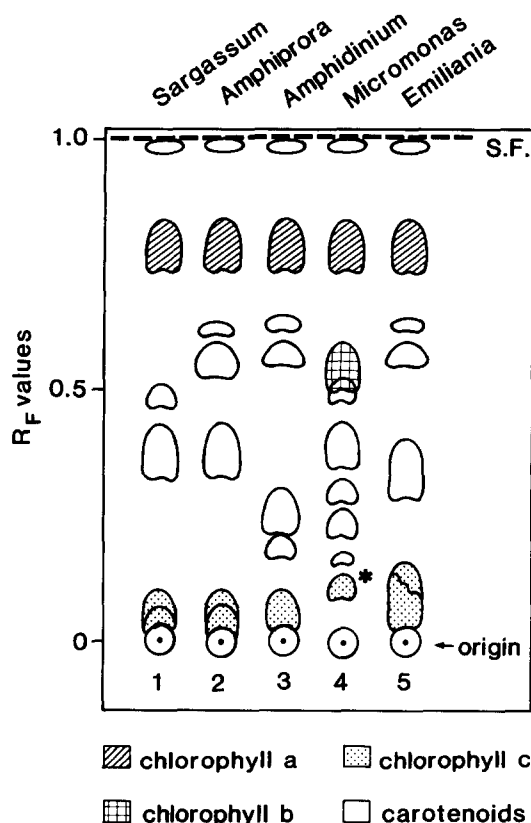 Sargassum
Amphiprora
Amphidinium
Micromonas
Emiliania
1.0
S.F.
RF values
0.5
*
0
origin
1 2 3 4 5
chlorophyll a
chlorophyll c
chlorophyll b
carotenoids